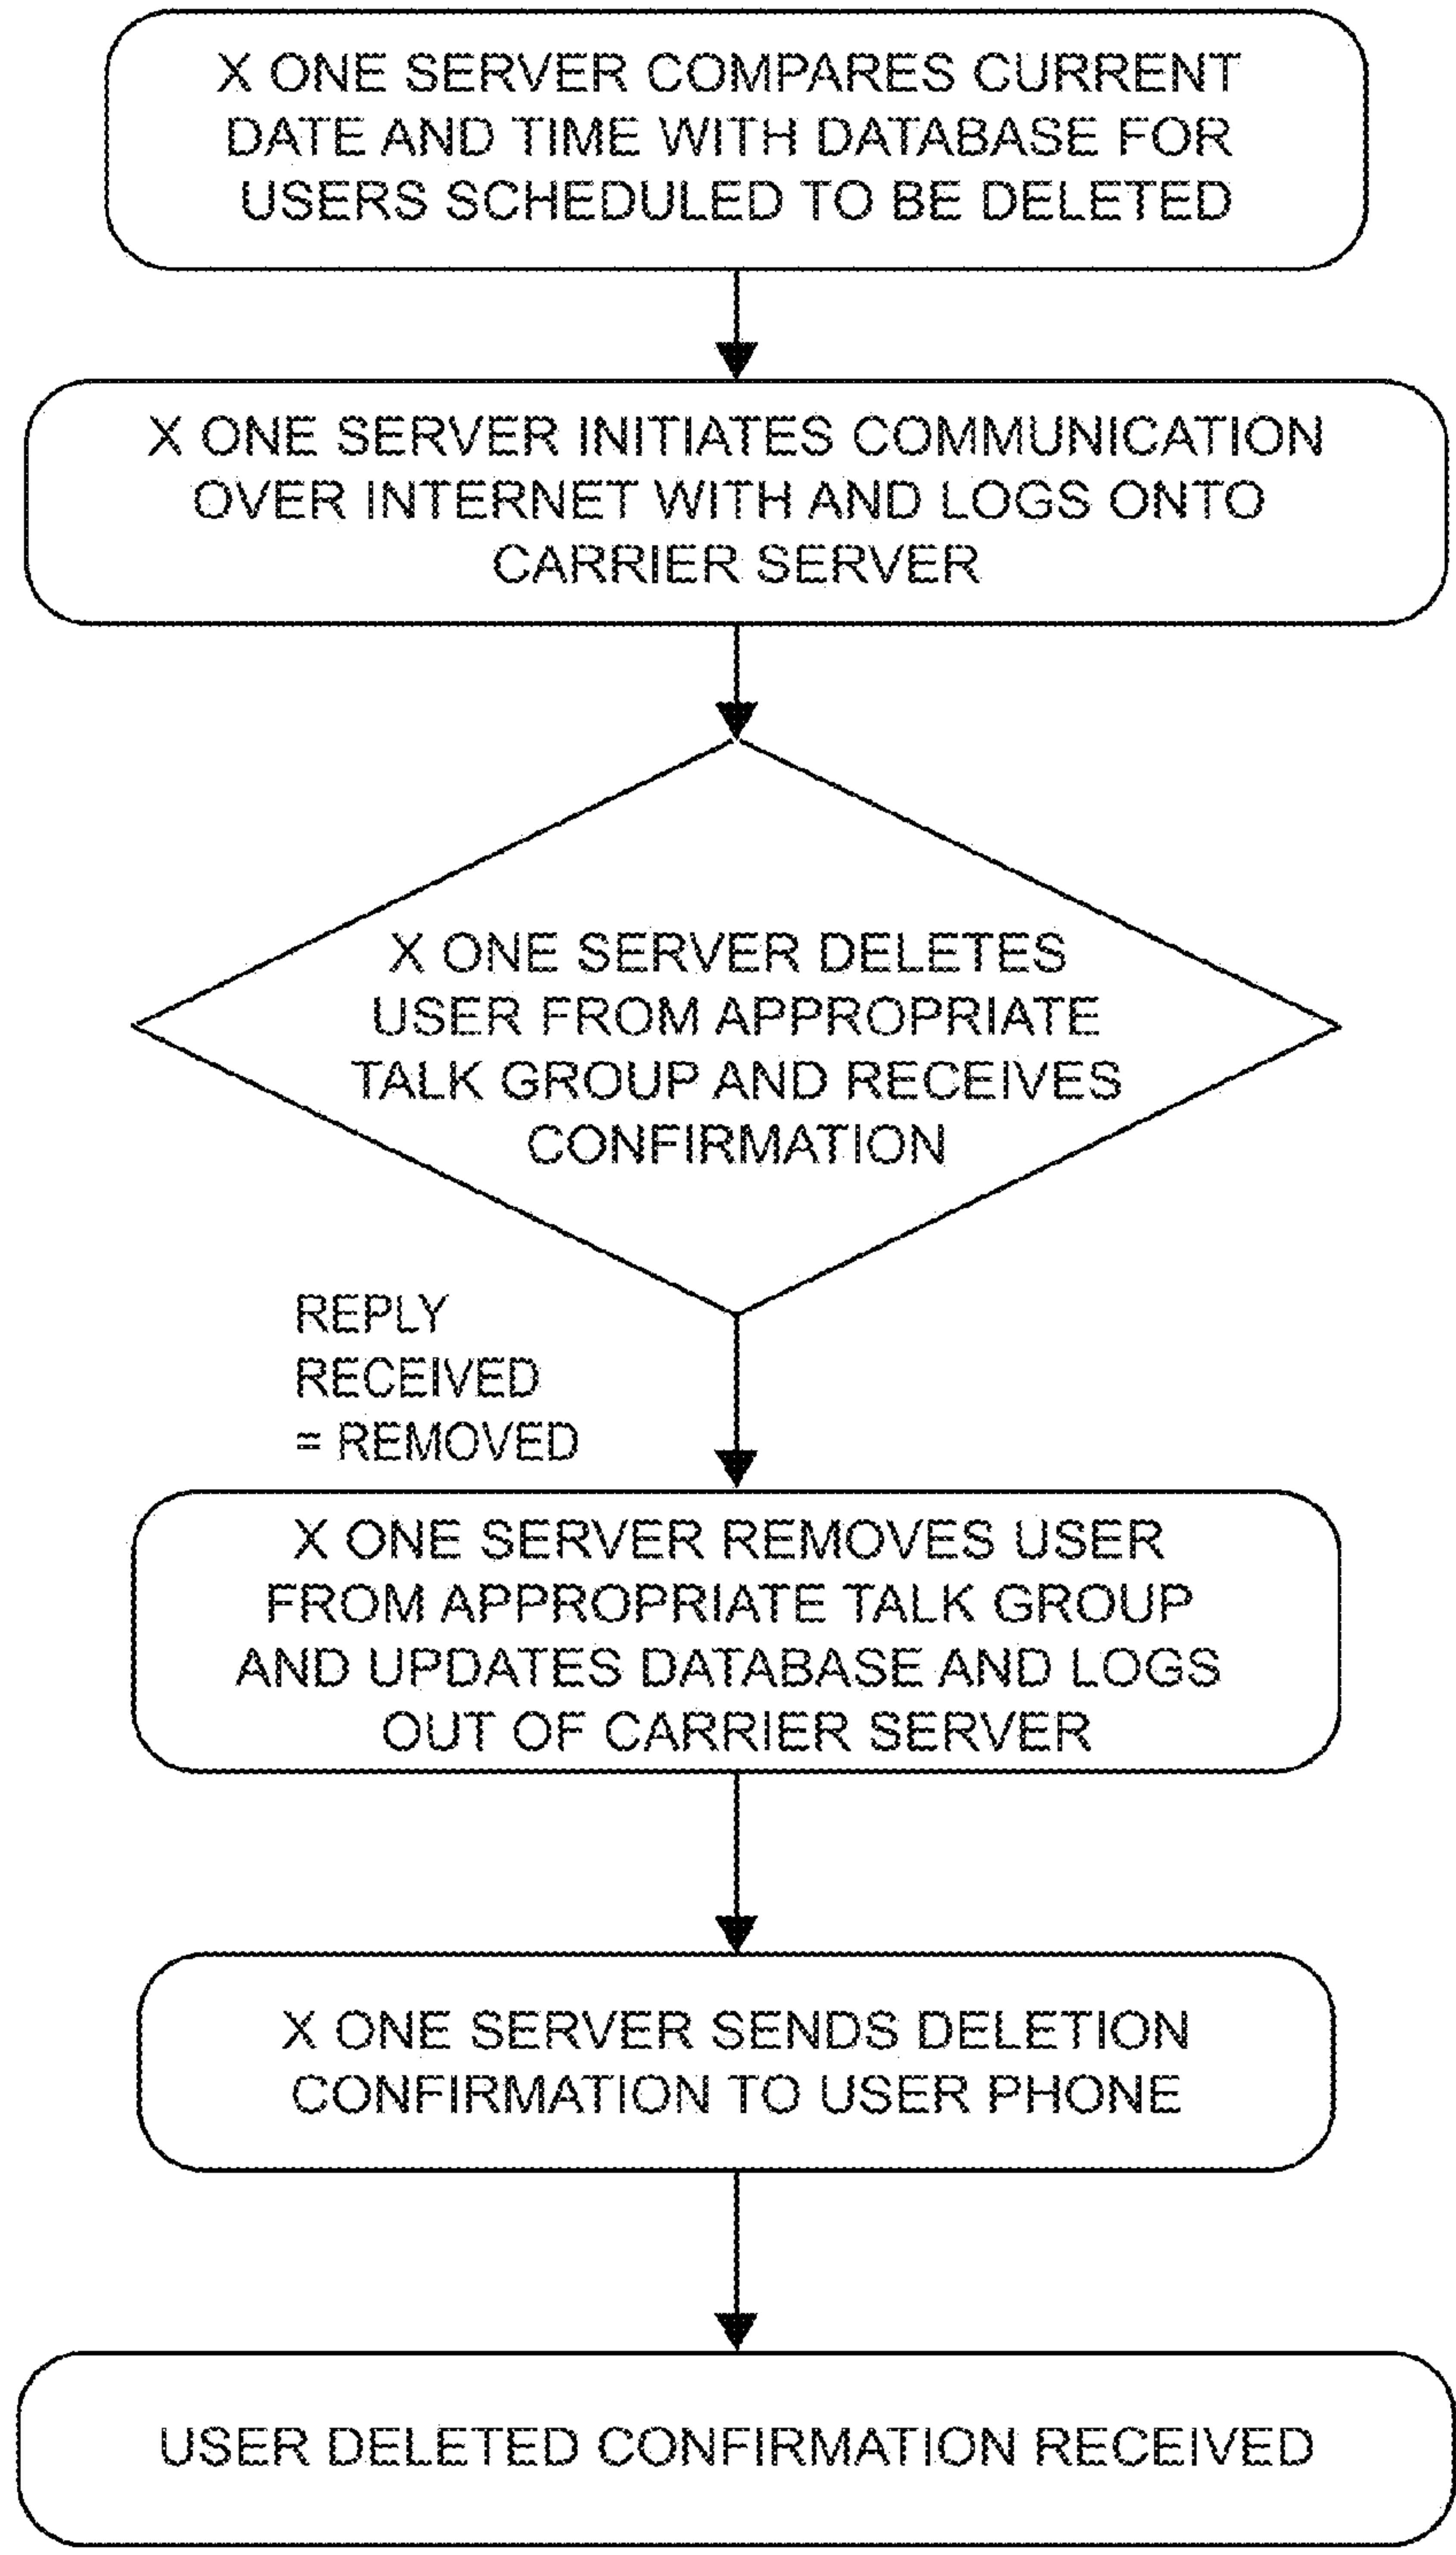 X ONE SERVER COMPARES CURRENT
DATE AND TIME WITH DATABASE FOR
USERS SCHEDULED TO BE DELETED
X ONE SERVER INITIATES COMMUNICATION
OVER INTERNET WITH AND LOGS ONTO
CARRIER SERVER
X ONE SERVER DELETES
USER FROM APPROPRIATE
TALK GROUP AND RECEIVES
CONFIRMATION
REPLY
RECEIVED
= REMOVED
X ONE SERVER REMOVES USER
FROM APPROPRIATE TALK GROUP
AND UPDATES DATABASE AND LOGS
OUT OF CARRIER SERVER
X ONE SERVER SENDS DELETION
CONFIRMATION TO USER PHONE
USER DELETED CONFIRMATION RECEIVED